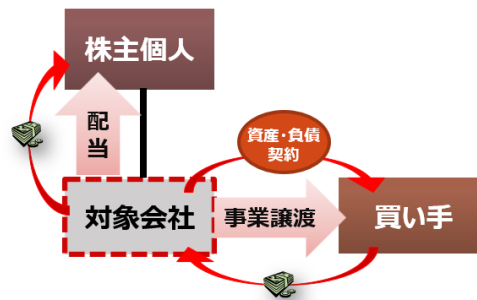 株主個人
配
当
資産・負債
契約
対象会社
事業譲渡
買い手